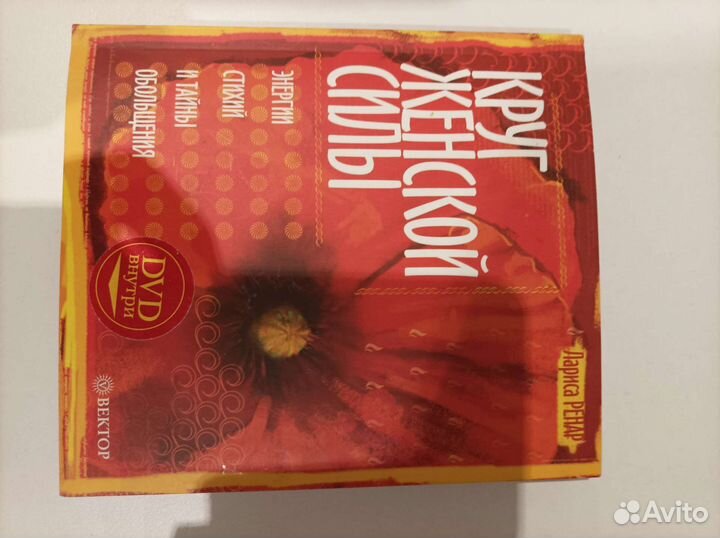 Лариса РЕНАР
КРУГ
ЖЕНСКОЙ
СИЛЫ
ЭНЕРГИИ
СТИХИЙ
И ТАЙНЫ
ОБОЛЬЩЕНИЯ
DVD
ВНУТРИ
ВЕКТОР
Avito